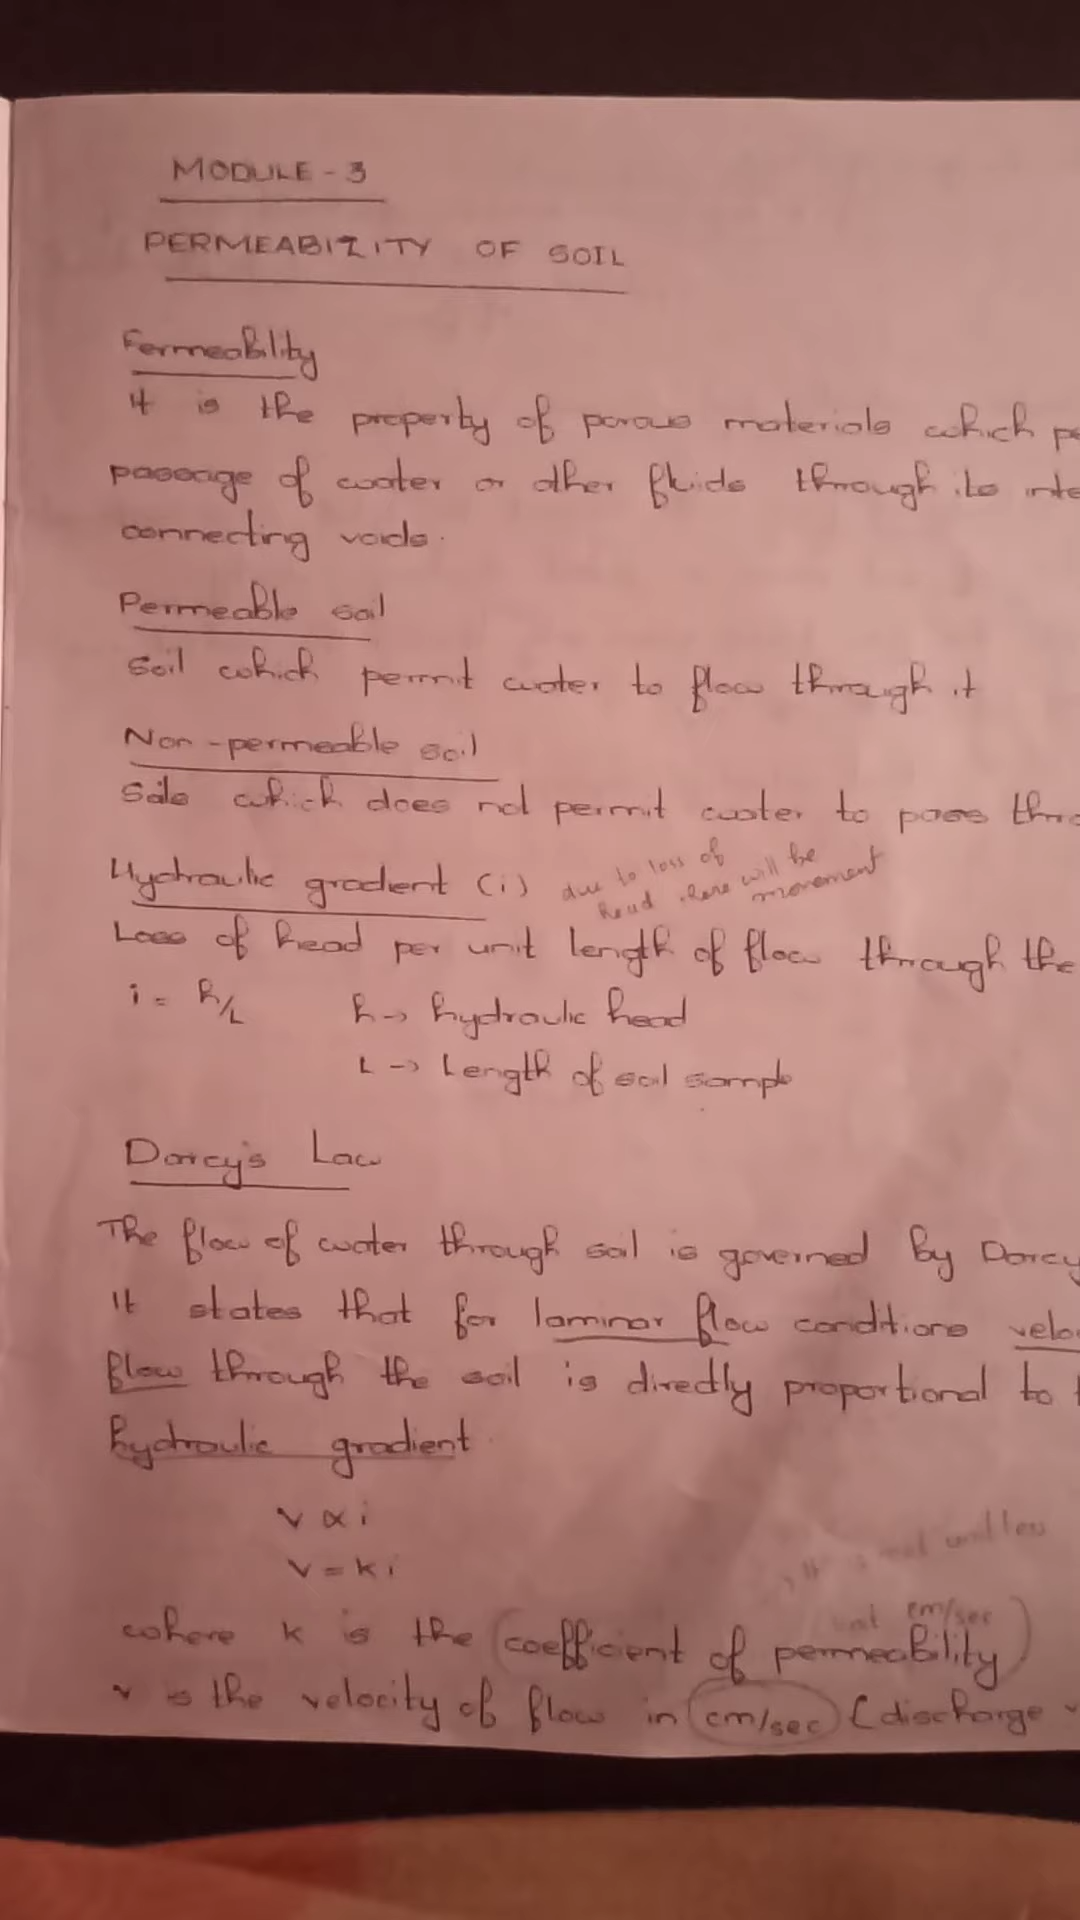 MODULE - 3
PERMEABILITY OF SOIL
Permeability
It is the property of porous materials which pe
passage of water or other fluids through its inte
connecting voids.
Permeable soil
Soil which permit water to flow through it
Non-permeable soil
Soils which does not permit water to pass thro
Hydraulic gradient (i) due to loss of
head there will be
movement
Loss of head per unit length of flow through the
i = h/L h → hydraulic head
L → Length of soil sample
Darcy's Law
The flow of water through soil is governed by Darcy
It states that for laminar flow conditions velo
flow through the soil is directly proportional to t
hydraulic gradient.
v ∝ i
v = ki
unitless
cm/sec
where k is the (coefficient of permeability)
v is the velocity of flow in cm/sec (discharge v